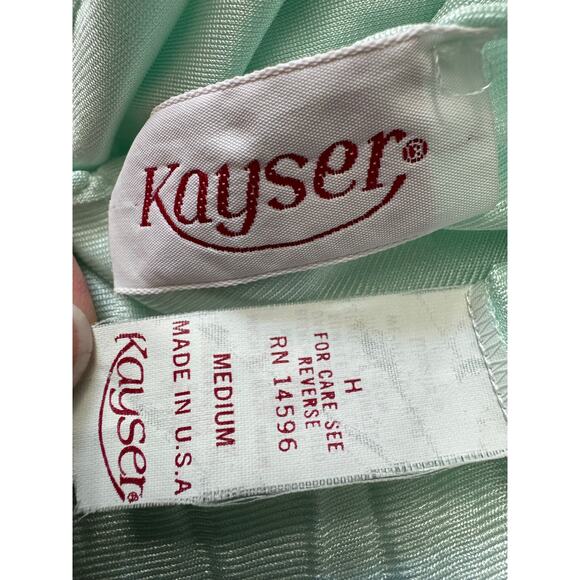 Kayser®
Kayser®
MADE IN U.S.A
MEDIUM
RN 14596
REVERSE
FOR CARE SEE
H